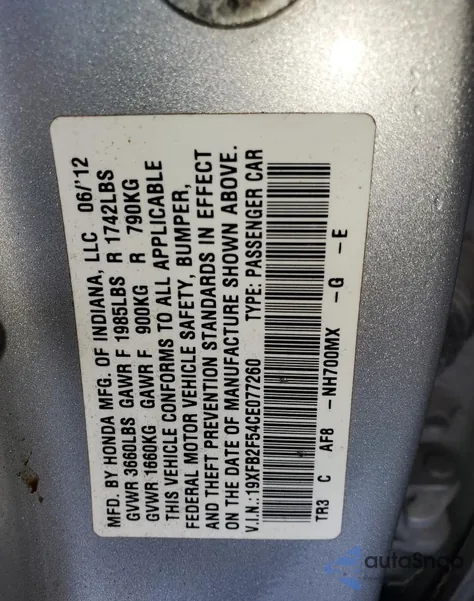 MFD. BY HONDA MFG. OF INDIANA, LLC 06/'12
GVWR 3660LBS GAWR F 1985LBS R 1742LBS
GVWR 1660KG GAWR F 900KG R 790KG
THIS VEHICLE CONFORMS TO ALL APPLICABLE
FEDERAL MOTOR VEHICLE SAFETY, BUMPER,
AND THEFT PREVENTION STANDARDS IN EFFECT
ON THE DATE OF MANUFACTURE SHOWN ABOVE.
V.I.N.: 19XFB2F54CE077260 TYPE: PASSENGER CAR
TR3 C AF8 - NH700MX - G - E
autaSnap